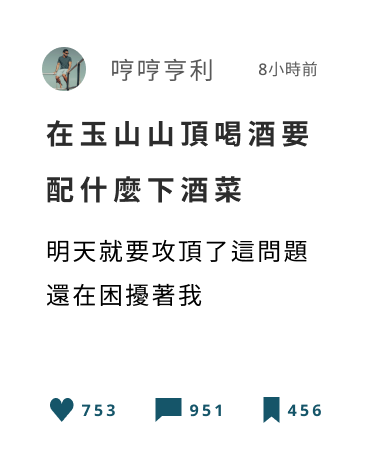 哼哼亨利 8小時前
在玉山山頂喝酒要
配什麼下酒菜
明天就要攻頂了這問題
還在困擾著我
753 951 456